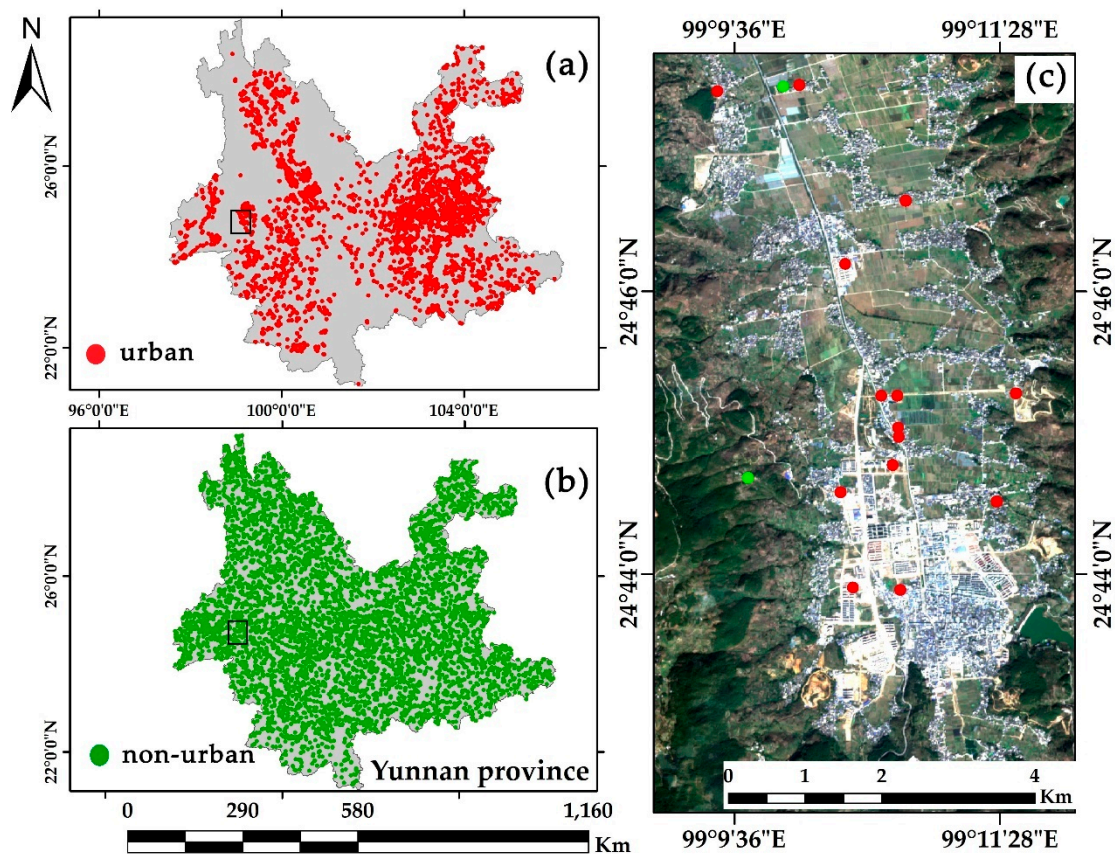 N
(a)
26°0'0"N
22°0'0"N
urban
96°0'0"E
100°0'0"E
104°0'0"E
(b)
26°0'0"N
22°0'0"N
non-urban
Yunnan province
0
290
580
1,160
Km
99°9'36"E
99°11'28"E
(c)
24°46'0"N
24°46'0"N
24°44'0"N
24°44'0"N
0
1
2
4
Km
99°9'36"E
99°11'28"E